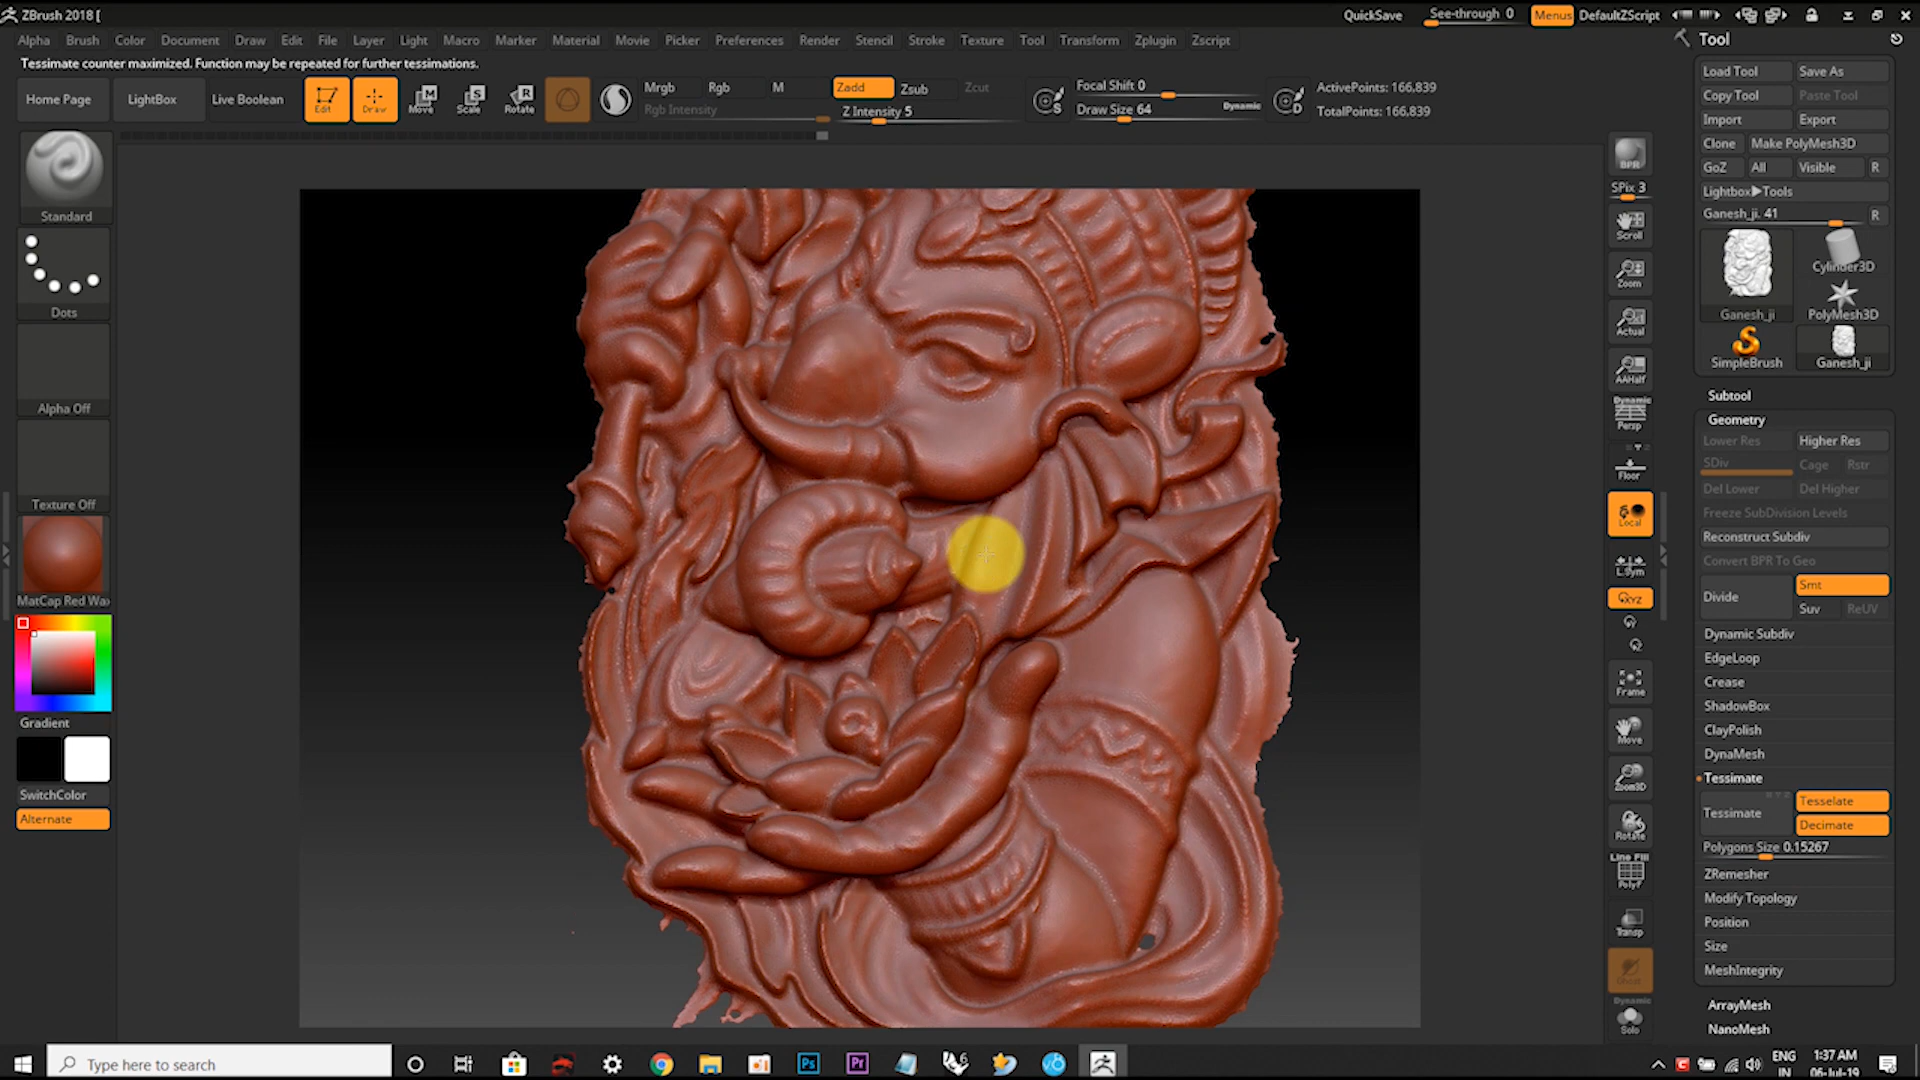 ZBrush 2018 [
QuickSave See-through 0 Menus DefaultZScript
Alpha Brush Color Document Draw Edit File Layer Light Macro Marker Material Movie Picker Preferences Render Stencil Stroke Texture Tool Transform Zplugin Zscript
Tessimate counter maximized. Function may be repeated for further tessimations.
Home Page LightBox Live Boolean Edit Draw Move Scale Rotate
M S R
Mrgb Rgb M Zadd Zsub Zcut
Rgb Intensity Z Intensity 5
S Focal Shift 0 D
Draw Size 64 Dynamic
ActivePoints: 166,839
TotalPoints: 166,839
Standard
Dots
Alpha Off
Texture Off
MatCap Red Wax
Gradient
SwitchColor
Alternate
BPR
SPix 3
Scroll
Zoom
Actual
AAHalf
Dynamic
Persp
Floor
Local
L.Sym
XYZ
Frame
Move
Zoom3D
Rotate
Line Fill
PolyF
Transp
Ghost
Dynamic
Solo
Tool
Load Tool Save As
Copy Tool Paste Tool
Import Export
Clone Make PolyMesh3D
GoZ All Visible R
Lightbox▶Tools
Ganesh_ji. 41 R
Cylinder3D
Ganesh_ji PolyMesh3D
SimpleBrush Ganesh_ji
Subtool
Geometry
Lower Res Higher Res
SDiv Cage Rstr
Del Lower Del Higher
Freeze SubDivision Levels
Reconstruct Subdiv
Convert BPR To Geo
Divide Smt
Suv ReUV
Dynamic Subdiv
EdgeLoop
Crease
ShadowBox
ClayPolish
DynaMesh
Tessimate
Tessimate Tesselate
Decimate
Polygons Size 0.15267
ZRemesher
Modify Topology
Position
Size
MeshIntegrity
ArrayMesh
NanoMesh
Type here to search
Ps Pr
ENG
IN
1:37 AM
06-Jul-19